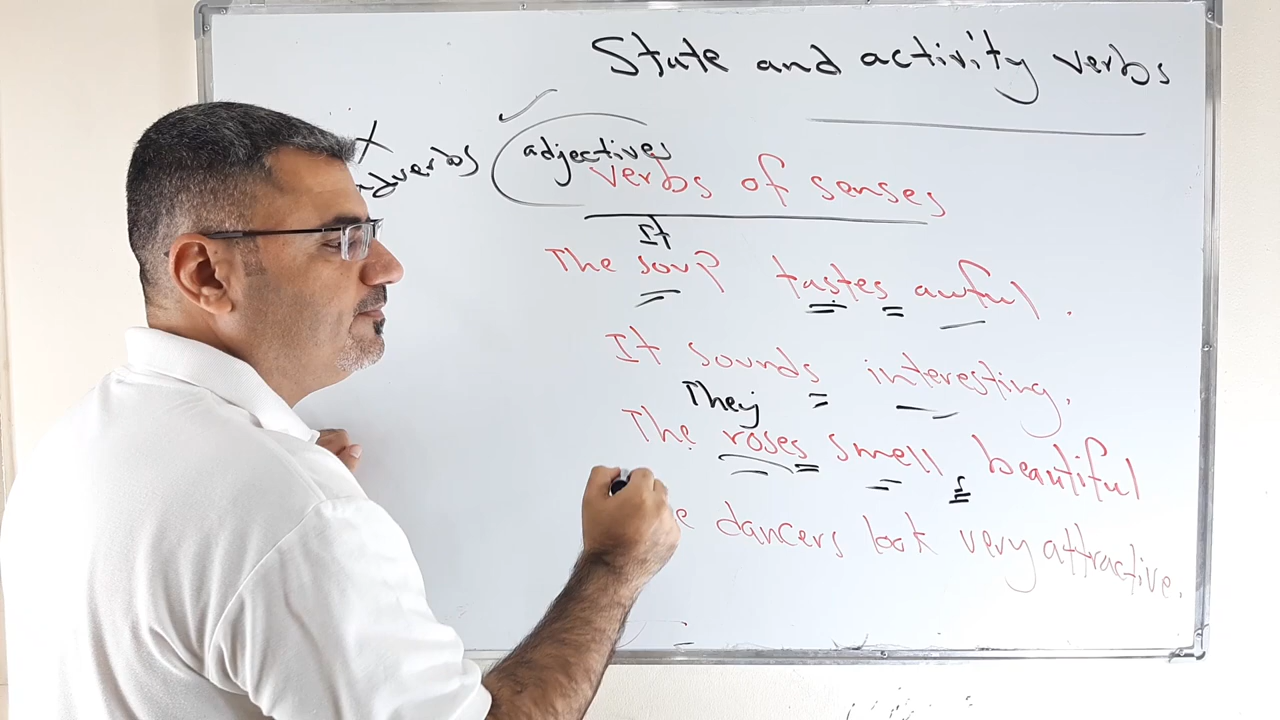 State and activity verbs
X
adverbs
adjectives
verbs of senses
It
The soup tastes awful.
It sounds interesting.
They
The roses smell beautiful
s
e dancers look very attractive.